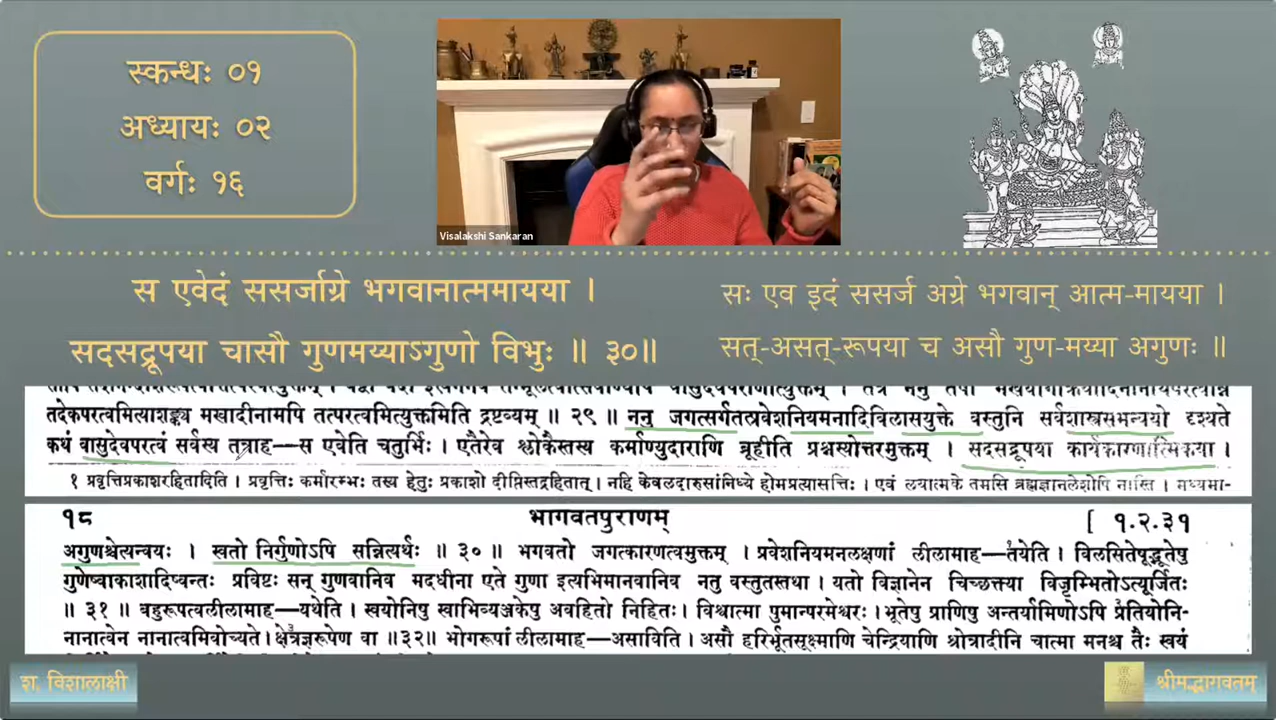 स्कन्धः ०१
अध्यायः ०२
वर्गः १६
Visalakshi Sankaran
स एवेदं ससर्जाग्रे भगवानात्ममायया ।
सदसद्रूपया चासौ गुणमय्याऽगुणो विभुः ॥ ३०॥
सः एव इदं ससर्ज अग्रे भगवान् आत्म-मायया ।
सत्-असत्-रूपया च असौ गुण-मय्या अगुणः ॥
तदेकपरत्वमित्याशङ्क्य मखादीनामपि तत्परत्वमित्युक्तमिति द्रष्टव्यम् ॥ २९ ॥ ननु जगत्सर्गतत्प्रवेशनियमनादिविलासयुक्ते वस्तुनि सर्वशास्त्रसमन्वयो दृश्यते
कथं वासुदेवपरत्वं सर्वस्य तत्राह—स एवेति चतुर्भिः । एतैरेव श्लोकैस्तस्य कर्माण्युदाराणि ब्रूहीति प्रश्नस्योत्तरमुक्तम् । सदसद्रूपया कार्यकारणात्मिकया ।
१ प्रवृत्तिप्रकाशरहितादिति । प्रवृत्तिः कर्मारम्भः तस्य हेतुः प्रकाशो दीप्तिस्तद्रहितात् । नहि केवलदारुसांनिध्ये होमप्रत्यासत्तिः । एवं लयात्मके तमसि ब्रह्मज्ञानलेशोपि नास्ति । मध्यमा-
१८ भागवतपुराणम् [ १.२.३१
अगुणश्चेत्यन्वयः । स्वतो निर्गुणोऽपि सन्नित्यर्थः ॥ ३० ॥ भगवतो जगत्कारणत्वमुक्तम् । प्रवेशनियमनलक्षणां लीलामाह—तयेति । विलसितेषूद्भूतेषु
गुणेष्वाकाशादिष्वन्तः प्रविष्टः सन् गुणवानिव मदधीना एते गुणा इत्यभिमानवानिव नतु वस्तुतस्तथा । यतो विज्ञानेन चिच्छक्त्या विजृम्भितोऽत्यूर्जितः
॥ ३१ ॥ बहुरूपत्वलीलामाह—यथेति । स्वयोनिषु स्वाभिव्यञ्जकेषु अवहितो निहितः । विश्वात्मा पुमान्परमेश्वरः । भूतेषु प्राणिषु अन्तर्यामिणोऽपि प्रतियोनि-
नानात्वेन नानात्वमिवोच्यते । क्षेत्रज्ञरूपेण वा ॥३२॥ भोगरूपां लीलामाह—असाविति । असौ हरिर्भूतसूक्ष्माणि चेन्द्रियाणि श्रोत्रादीनि चात्मा मनश्च तैः स्वयं
श. विशालाक्षी
श्रीमद्भागवतम्